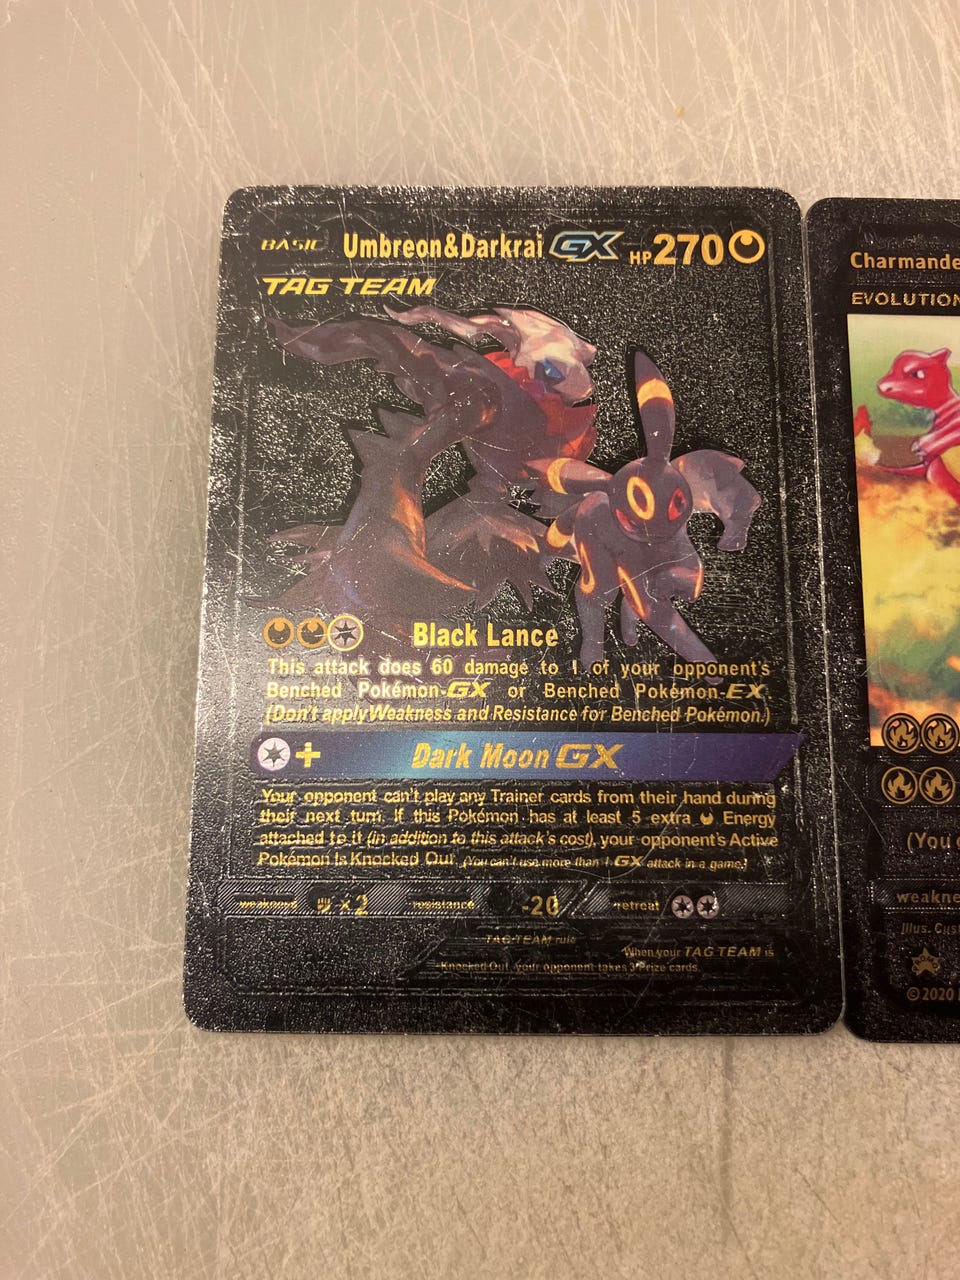 BASIC Umbreon&Darkrai GX HP270
TAG TEAM
Black Lance
This attack does 60 damage to 1 of your opponent's
Benched Pokémon-GX or Benched Pokémon-EX.
(Don't apply Weakness and Resistance for Benched Pokémon.)
+ Dark Moon GX
Your opponent can't play any Trainer cards from their hand during
their next turn. If this Pokémon has at least 5 extra Energy
attached to it (in addition to this attack's cost), your opponent's Active
Pokémon Is Knocked Out. (You can't use more than 1 GX attack in a game.)
weakness ×2 resistance -20 retreat
TAG TEAM rule
When your TAG TEAM is
Knocked Out, your opponent takes 3 Prize cards.
Charmande
EVOLUTION
(You
weakne
Illus. Cus
©2020